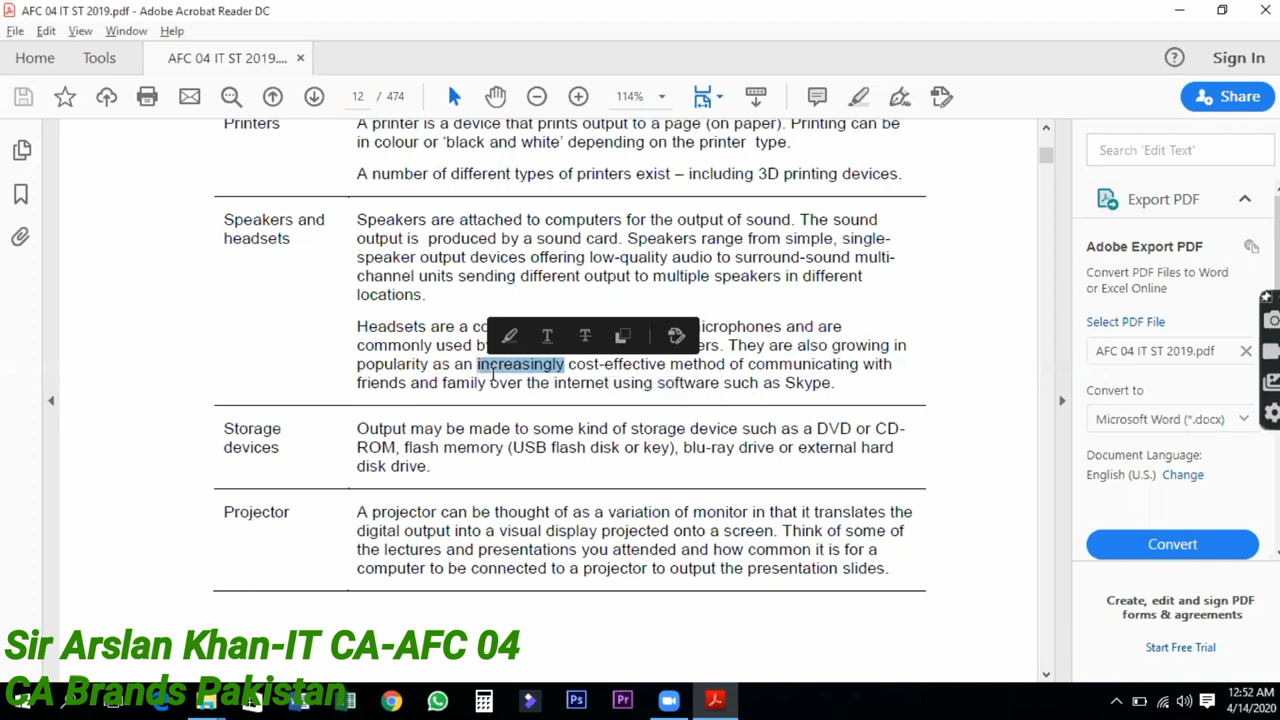 AFC 04 IT ST 2019.pdf - Adobe Acrobat Reader DC
File Edit View Window Help
Home Tools AFC 04 IT ST 2019.... × Sign In
12 / 474 114% Share
Printers A printer is a device that prints output to a page (on paper). Printing can be
in colour or ‘black and white’ depending on the printer type.
A number of different types of printers exist – including 3D printing devices.
Speakers and headsets
Speakers are attached to computers for the output of sound. The sound
output is produced by a sound card. Speakers range from simple, single-
speaker output devices offering low-quality audio to surround-sound multi-
channel units sending different output to multiple speakers in different
locations.
Headsets are a co icrophones and are
commonly used b ers. They are also growing in
popularity as an increasingly cost-effective method of communicating with
friends and family over the internet using software such as Skype.
Storage devices
Output may be made to some kind of storage device such as a DVD or CD-
ROM, flash memory (USB flash disk or key), blu-ray drive or external hard
disk drive.
Projector
A projector can be thought of as a variation of monitor in that it translates the
digital output into a visual display projected onto a screen. Think of some of
the lectures and presentations you attended and how common it is for a
computer to be connected to a projector to output the presentation slides.
Search 'Edit Text'
Export PDF
Adobe Export PDF
Convert PDF Files to Word
or Excel Online
Select PDF File
AFC 04 IT ST 2019.pdf ×
Convert to
Microsoft Word (*.docx)
Document Language:
English (U.S.) Change
Convert
Create, edit and sign PDF
forms & agreements
Start Free Trial
Sir Arslan Khan-IT CA-AFC 04
CA Brands Pakistan
Ps Pr
12:52 AM
4/14/2020